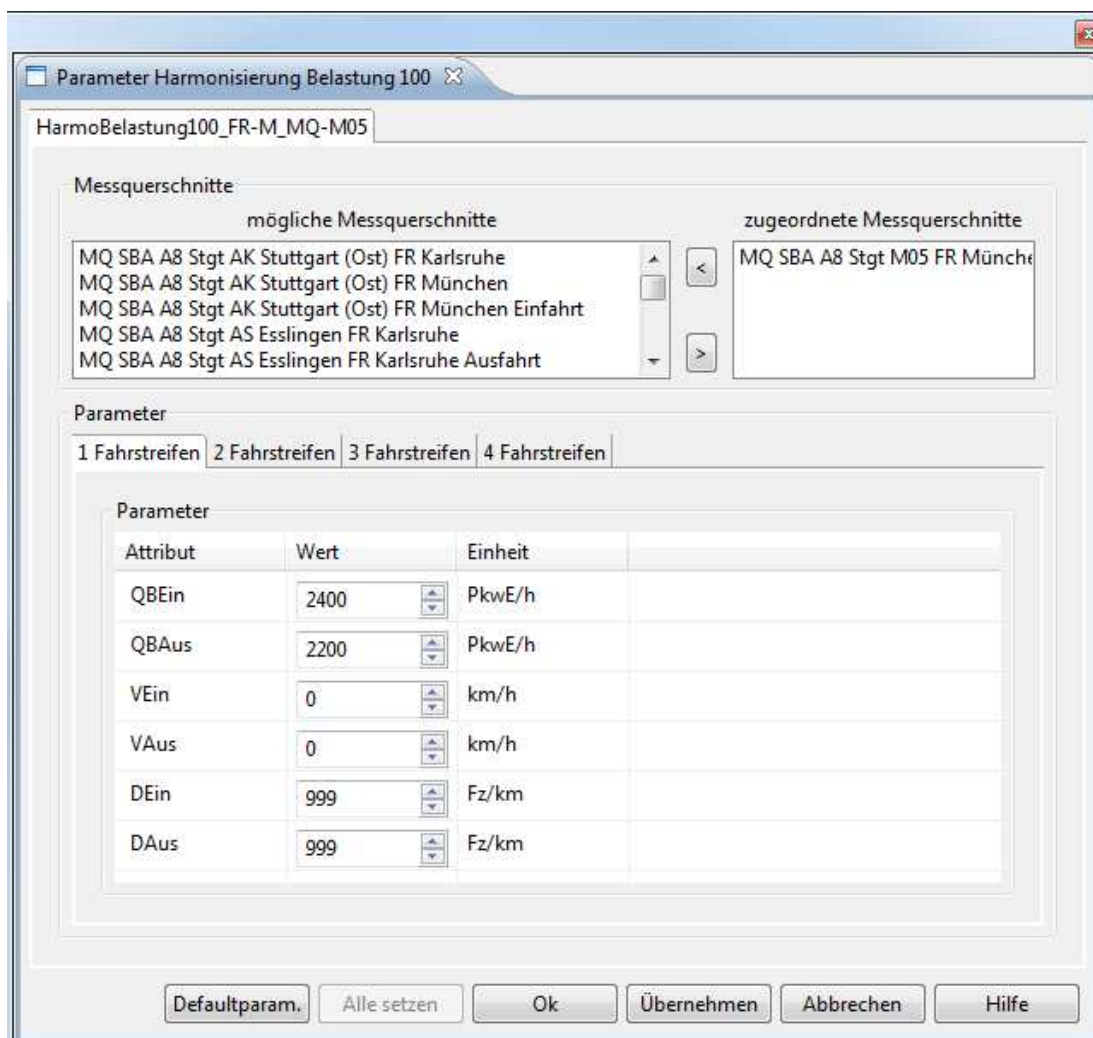 Parameter Harmonisierung Belastung 100
HarmoBelastung100_FR-M_MQ-M05
Messquerschnitte
mögliche Messquerschnitte
zugeordnete Messquerschnitte
MQ SBA A8 Stgt AK Stuttgart (Ost) FR Karlsruhe
MQ SBA A8 Stgt AK Stuttgart (Ost) FR München
MQ SBA A8 Stgt AK Stuttgart (Ost) FR München Einfahrt
MQ SBA A8 Stgt AS Esslingen FR Karlsruhe
MQ SBA A8 Stgt AS Esslingen FR Karlsruhe Ausfahrt
<
>
MQ SBA A8 Stgt M05 FR Münche
Parameter
1 Fahrstreifen 2 Fahrstreifen 3 Fahrstreifen 4 Fahrstreifen
Parameter
Attribut Wert Einheit
QBEin 2400 PkwE/h
QBAus 2200 PkwE/h
VEin 0 km/h
VAus 0 km/h
DEin 999 Fz/km
DAus 999 Fz/km
Defaultparam. Alle setzen Ok Übernehmen Abbrechen Hilfe